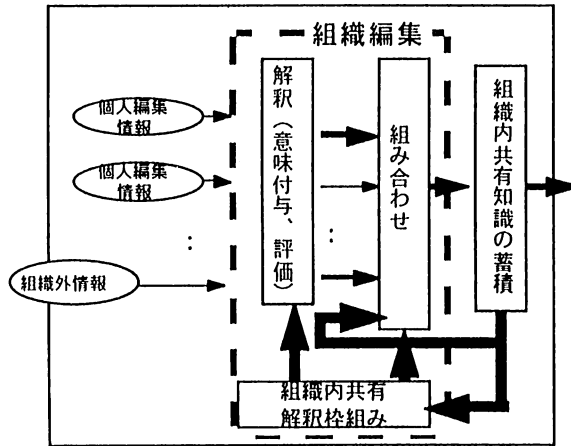 組織編集
個人編集
情報
個人編集
情報
:
組織外情報
解釈（意味付与、評価）
:
組み合わせ
組織内共有知識の蓄積
組織内共有
解釈枠組み